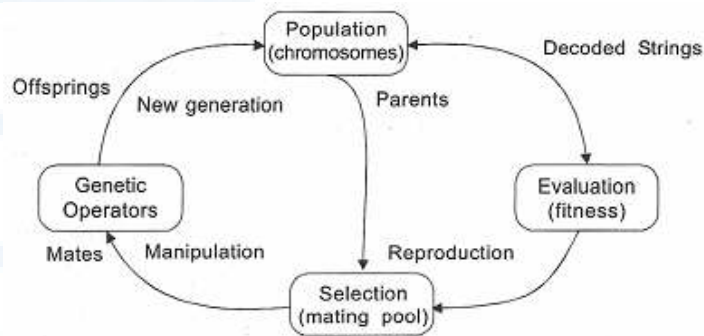 Population
(chromosomes)
Decoded Strings
Offsprings
New generation
Parents
Genetic
Operators
Evaluation
(fitness)
Mates
Manipulation
Reproduction
Selection
(mating pool)